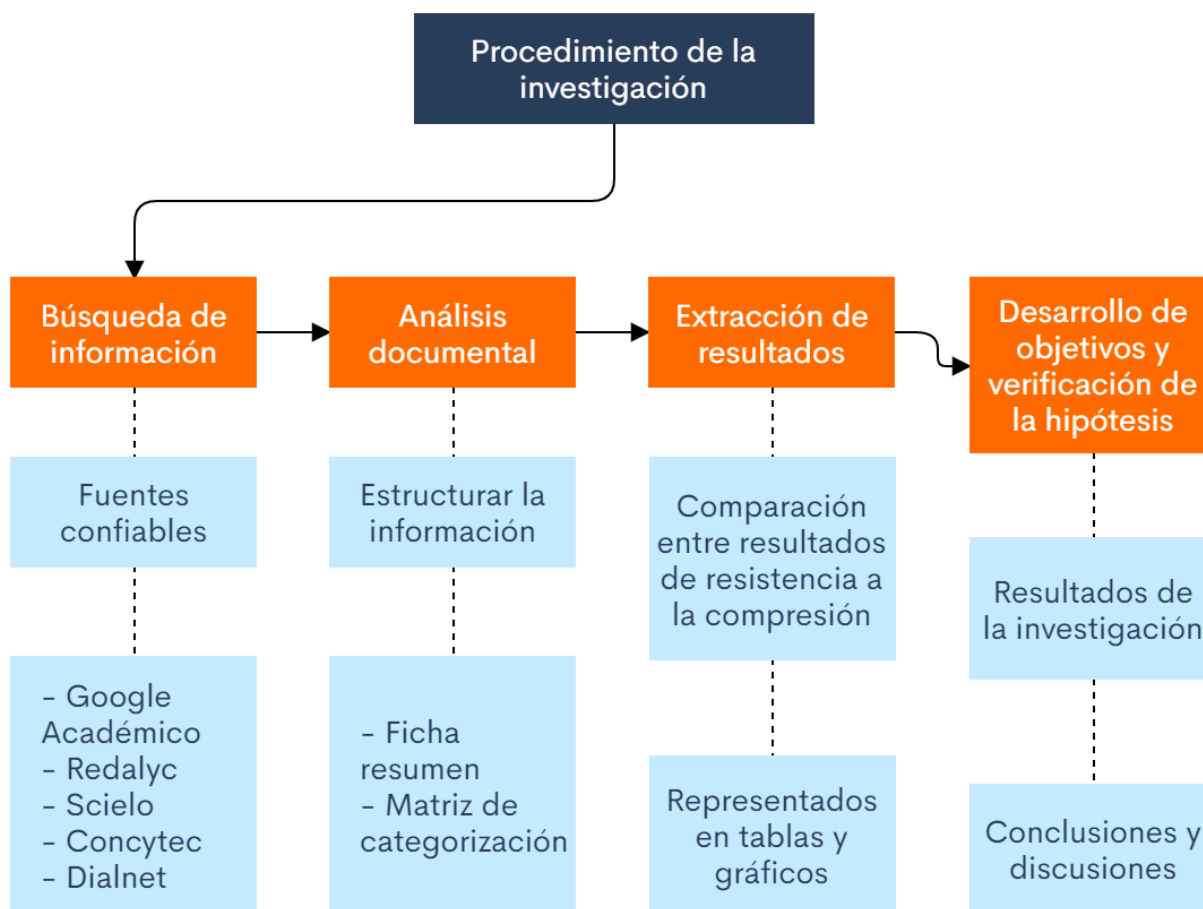 Procedimiento de la
investigación
Búsqueda de
información
Análisis
documental
Extracción de
resultados
Desarrollo de
objetivos y
verificación de
la hipótesis
Fuentes
confiables
Estructurar la
información
Comparación
entre resultados
de resistencia a
la compresión
Resultados de
la investigación
- Google
Académico
- Redalyc
- Scielo
- Concytec
- Dialnet
- Ficha
resumen
- Matriz de
categorización
Representados
en tablas y
gráficos
Conclusiones y
discusiones